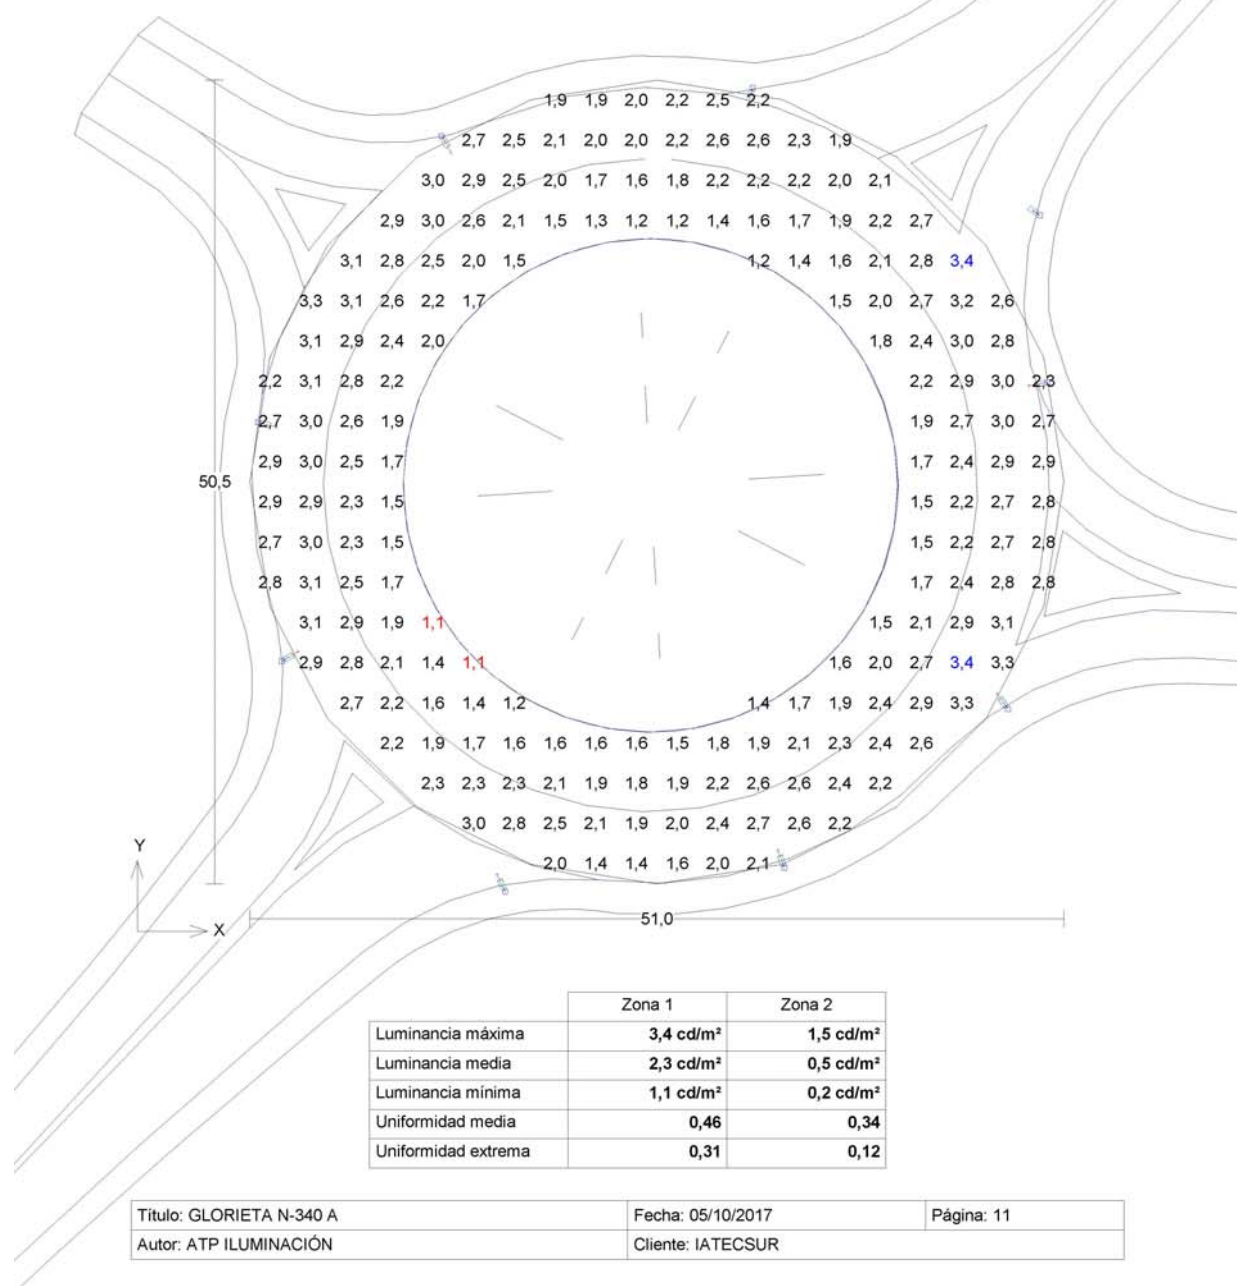 1,9 1,9 2,0 2,2 2,5 2,2
2,7 2,5 2,1 2,0 2,0 2,2 2,6 2,6 2,3 1,9
3,0 2,9 2,5 2,0 1,7 1,6 1,8 2,2 2,2 2,2 2,0 2,1
2,9 3,0 2,6 2,1 1,5 1,3 1,2 1,2 1,4 1,6 1,7 1,9 2,2 2,7
3,1 2,8 2,5 2,0 1,5 1,2 1,4 1,6 2,1 2,8 3,4
3,3 3,1 2,6 2,2 1,7 1,5 2,0 2,7 3,2 2,6
3,1 2,9 2,4 2,0 1,8 2,4 3,0 2,8
2,2 3,1 2,8 2,2 2,2 2,9 3,0 2,3
2,7 3,0 2,6 1,9 1,9 2,7 3,0 2,7
2,9 3,0 2,5 1,7 1,7 2,4 2,9 2,9
50,5
2,9 2,9 2,3 1,5 1,5 2,2 2,7 2,8
2,7 3,0 2,3 1,5 1,5 2,2 2,7 2,8
2,8 3,1 2,5 1,7 1,7 2,4 2,8 2,8
3,1 2,9 1,9 1,1 1,5 2,1 2,9 3,1
2,9 2,8 2,1 1,4 1,1 1,6 2,0 2,7 3,4 3,3
2,7 2,2 1,6 1,4 1,2 1,4 1,7 1,9 2,4 2,9 3,3
2,2 1,9 1,7 1,6 1,6 1,6 1,6 1,5 1,8 1,9 2,1 2,3 2,4 2,6
2,3 2,3 2,3 2,1 1,9 1,8 1,9 2,2 2,6 2,6 2,4 2,2
3,0 2,8 2,5 2,1 1,9 2,0 2,4 2,7 2,6 2,2
Y
2,0 1,4 1,4 1,6 2,0 2,1
X
51,0
Zona 1 Zona 2
Luminancia máxima 3,4 cd/m² 1,5 cd/m²
Luminancia media 2,3 cd/m² 0,5 cd/m²
Luminancia mínima 1,1 cd/m² 0,2 cd/m²
Uniformidad media 0,46 0,34
Uniformidad extrema 0,31 0,12
Título: GLORIETA N-340 A Fecha: 05/10/2017 Página: 11
Autor: ATP ILUMINACIÓN Cliente: IATECSUR